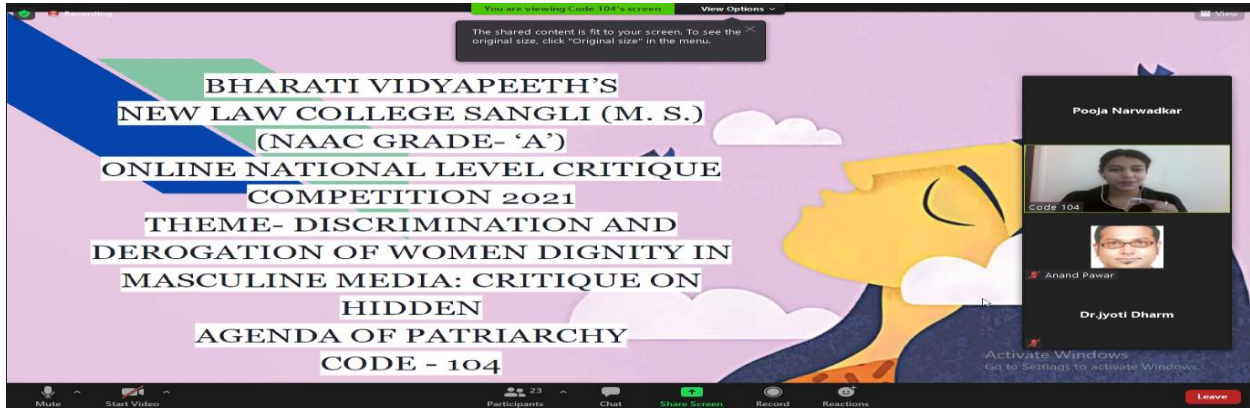 Recording
You are viewing Code 104's screen
View Options
View
The shared content is fit to your screen. To see the
original size, click "Original size" in the menu.
BHARATI VIDYAPEETH'S
NEW LAW COLLEGE SANGLI (M. S.)
(NAAC GRADE- 'A')
ONLINE NATIONAL LEVEL CRITIQUE
COMPETITION 2021
THEME- DISCRIMINATION AND
DEROGATION OF WOMEN DIGNITY IN
MASCULINE MEDIA: CRITIQUE ON
HIDDEN
AGENDA OF PATRIARCHY
CODE - 104
Pooja Narwadkar
Code 104
Anand Pawar
Dr.jyoti Dharm
Activate Windows
Go to Settings to activate Windows.
Mute
Start Video
Participants
23
Chat
Share Screen
Record
Reactions
Leave